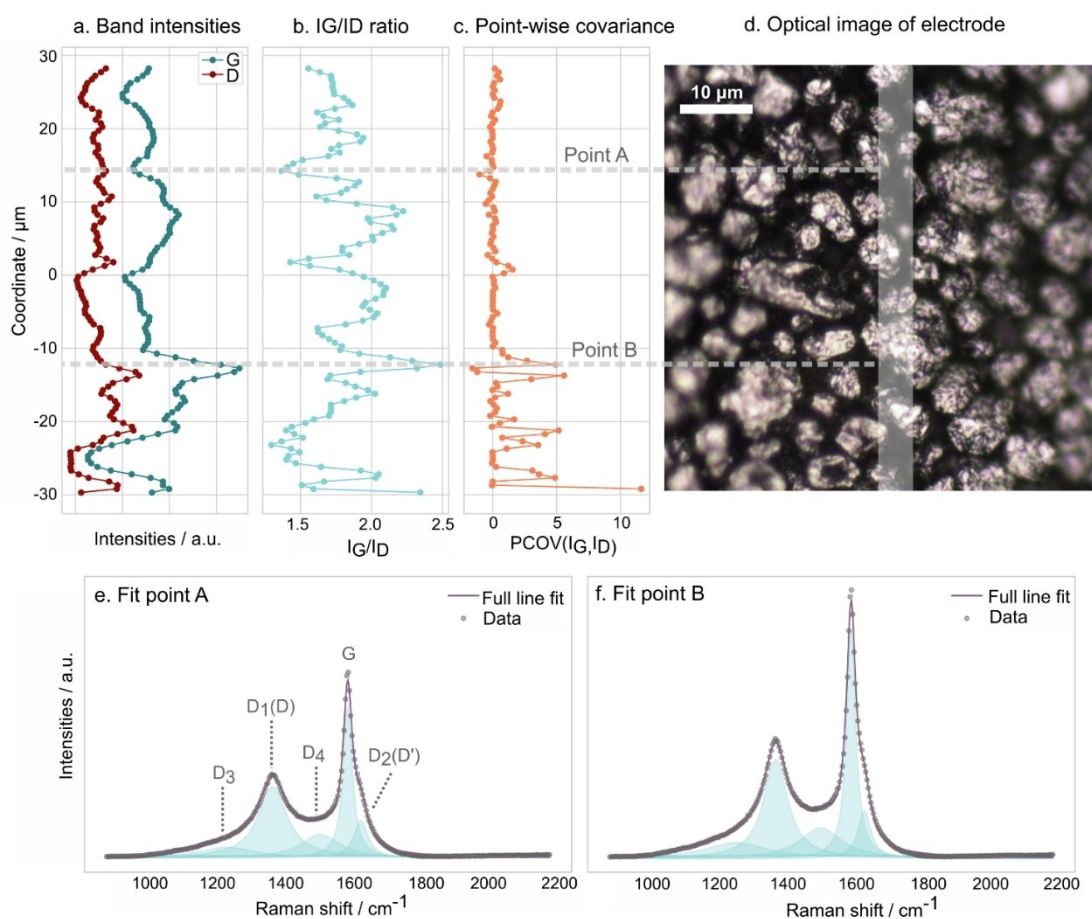 a. Band intensities
b. IG/ID ratio
c. Point-wise covariance
d. Optical image of electrode
G
D
10 µm
Coordinate / µm
30
20
10
0
-10
-20
-30
Point A
Point B
1.5
2.0
2.5
0
5
10
Intensities / a.u.
IG/ID
PCOV(IG,ID)
e. Fit point A
Full line fit
Data
G
D1(D)
D4
D2(D')
D3
Intensities / a.u.
1000
1200
1400
1600
1800
2000
2200
Raman shift / cm-1
f. Fit point B
Full line fit
Data
1000
1200
1400
1600
1800
2000
2200
Raman shift / cm-1